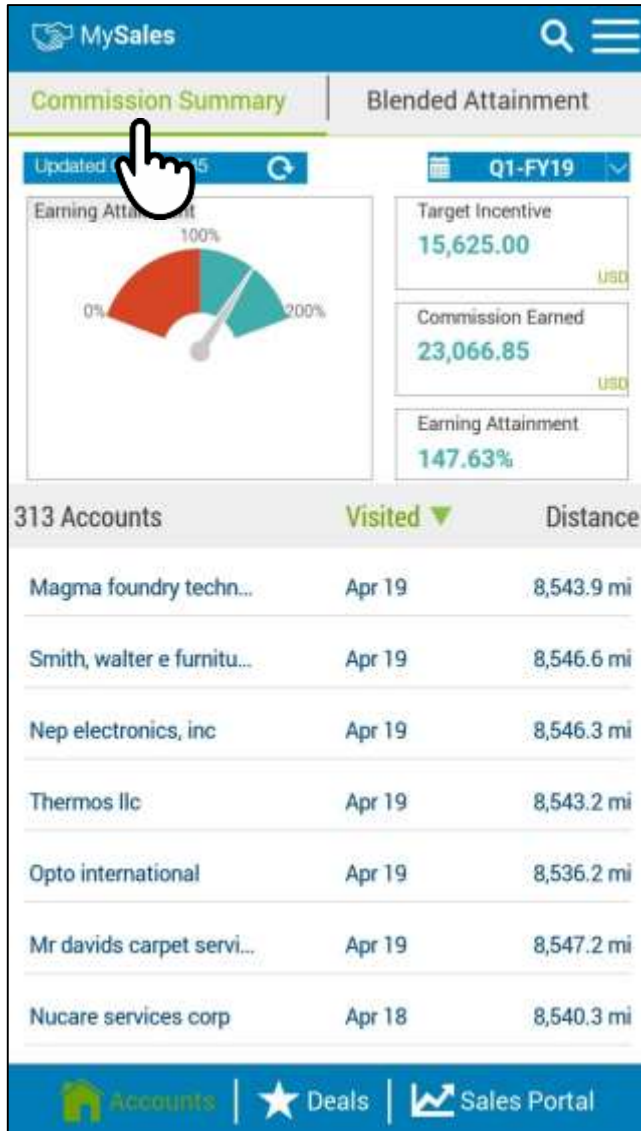 MySales
Commission Summary
Blended Attainment
Updated
Q1-FY19
Earning
100%
0%
200%
Target Incentive
15,625.00
USD
Commission Earned
23,066.85
USD
Earning Attainment
147.63%
313 Accounts Visited ▼ Distance
Magma foundry techn... Apr 19 8,543.9 mi
Smith, walter e furnitu... Apr 19 8,546.6 mi
Nep electronics, inc Apr 19 8,546.3 mi
Thermos llc Apr 19 8,543.2 mi
Opto international Apr 19 8,536.2 mi
Mr davids carpet servi... Apr 19 8,547.2 mi
Nucare services corp Apr 18 8,540.3 mi
Accounts Deals Sales Portal